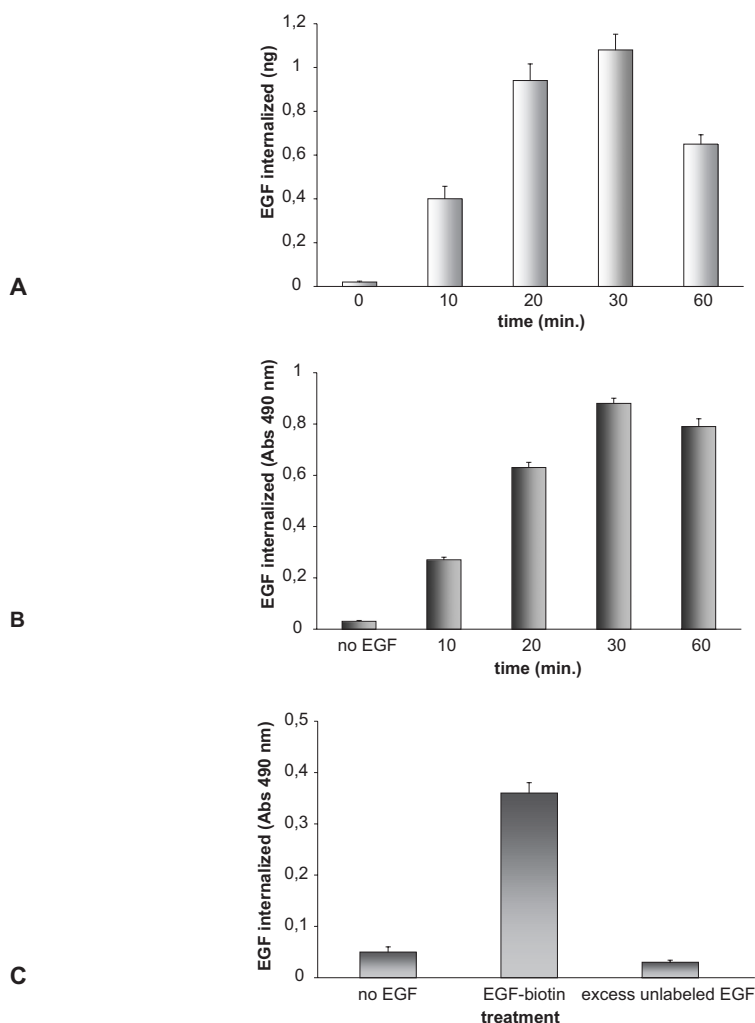 1,2
1
0,8
0,6
0,4
0,2
0
EGF internalized (ng)
0 10 20 30 60
time (min.)
A
1
0,8
0,6
0,4
0,2
0
EGF internalized (Abs 490 nm)
no EGF 10 20 30 60
time (min.)
B
0,5
0,4
0,3
0,2
0,1
0
EGF internalized (Abs 490 nm)
no EGF EGF-biotin excess unlabeled EGF
treatment
C